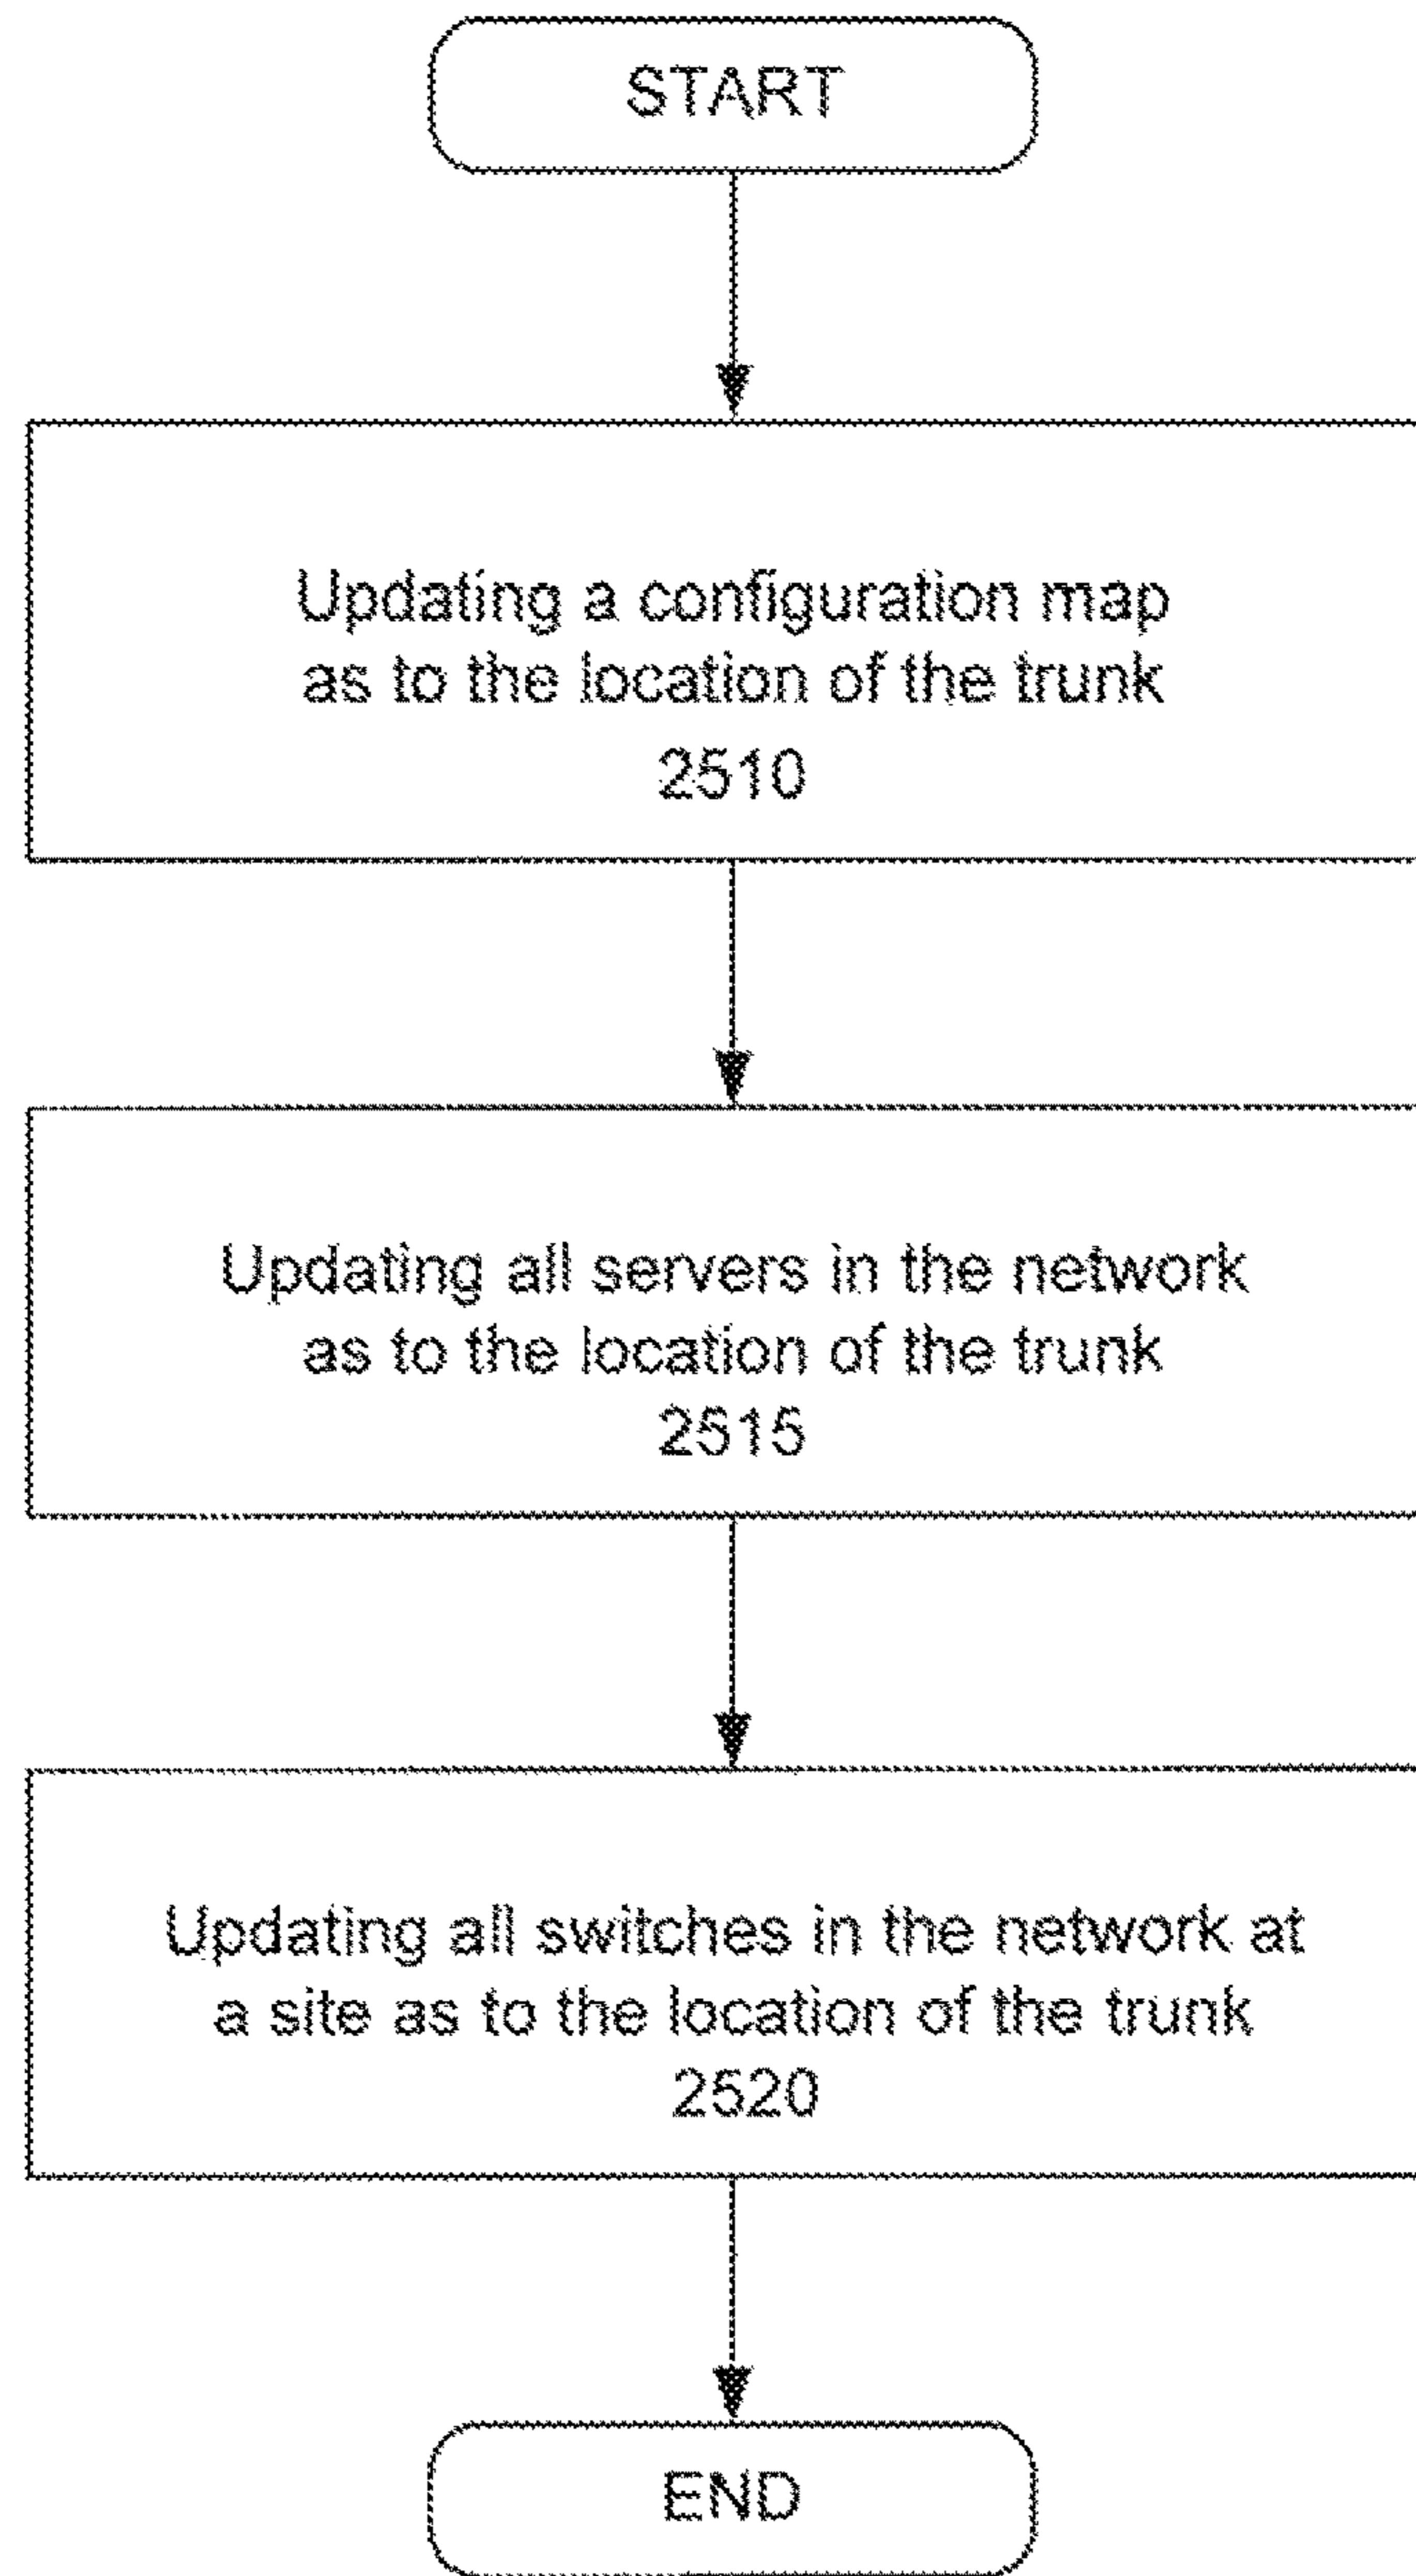 START
Updating a configuration map
as to the location of the trunk
2510
Updating all servers in the network
as to the location of the trunk
2515
Updating all switches in the network at
a site as to the location of the trunk
2520
END